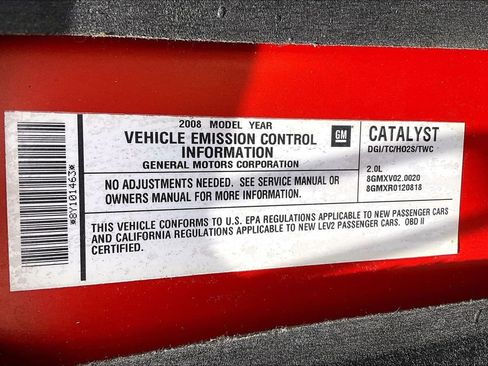 2008 MODEL YEAR
VEHICLE EMISSION CONTROL
INFORMATION
GENERAL MOTORS CORPORATION
GM
CATALYST
DGI/TC/HO2S/TWC
NO ADJUSTMENTS NEEDED. SEE SERVICE MANUAL OR
OWNERS MANUAL FOR MORE INFORMATION.
2.0L
8GMXV02.0020
8GMXR0120818
THIS VEHICLE CONFORMS TO U.S. EPA REGULATIONS APPLICABLE TO NEW PASSENGER CARS
AND CALIFORNIA REGULATIONS APPLICABLE TO NEW LEV2 PASSENGER CARS. OBD II
CERTIFIED.
*8Y101463*